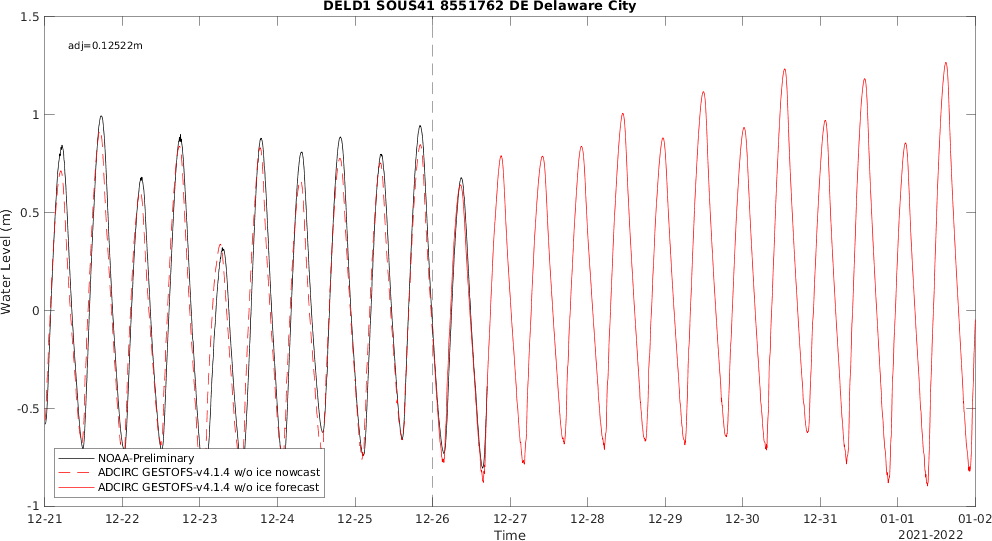 DELD1 SOUS41 8551762 DE Delaware City
adj=0.12522m
Water Level (m)
1.5
1
0.5
0
-0.5
-1
NOAA-Preliminary
ADCIRC GESTOFS-v4.1.4 w/o ice nowcast
ADCIRC GESTOFS-v4.1.4 w/o ice forecast
12-21 12-22 12-23 12-24 12-25 12-26 12-27 12-28 12-29 12-30 12-31 01-01 01-02
Time
2021-2022